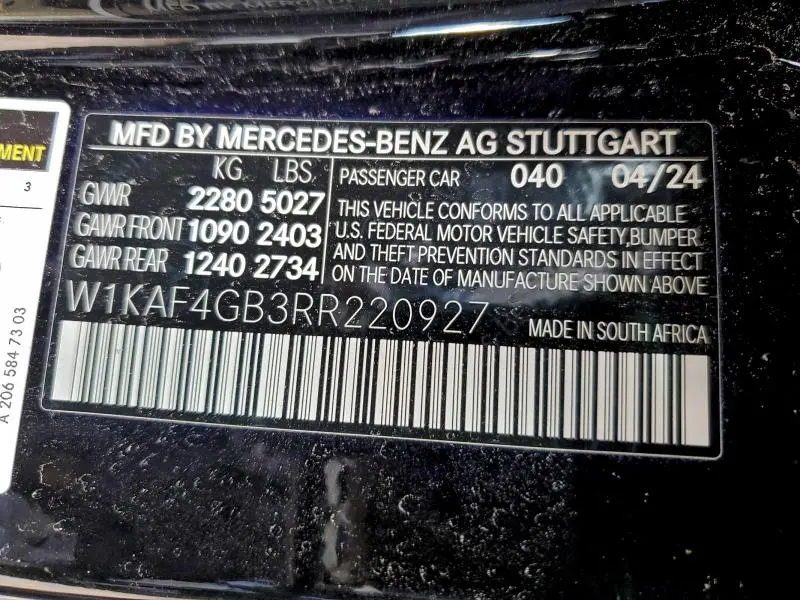 MFD BY MERCEDES-BENZ AG STUTTGART
KG LBS
GVWR 2280 5027
GAWR FRONT 1090 2403
GAWR REAR 1240 2734
PASSENGER CAR 040 04/24
THIS VEHICLE CONFORMS TO ALL APPLICABLE
U.S. FEDERAL MOTOR VEHICLE SAFETY,BUMPER
AND THEFT PREVENTION STANDARDS IN EFFECT
ON THE DATE OF MANUFACTURE SHOWN ABOVE
W1KAF4GB3RR220927
MADE IN SOUTH AFRICA
MENT
3
A 206 584 73 03